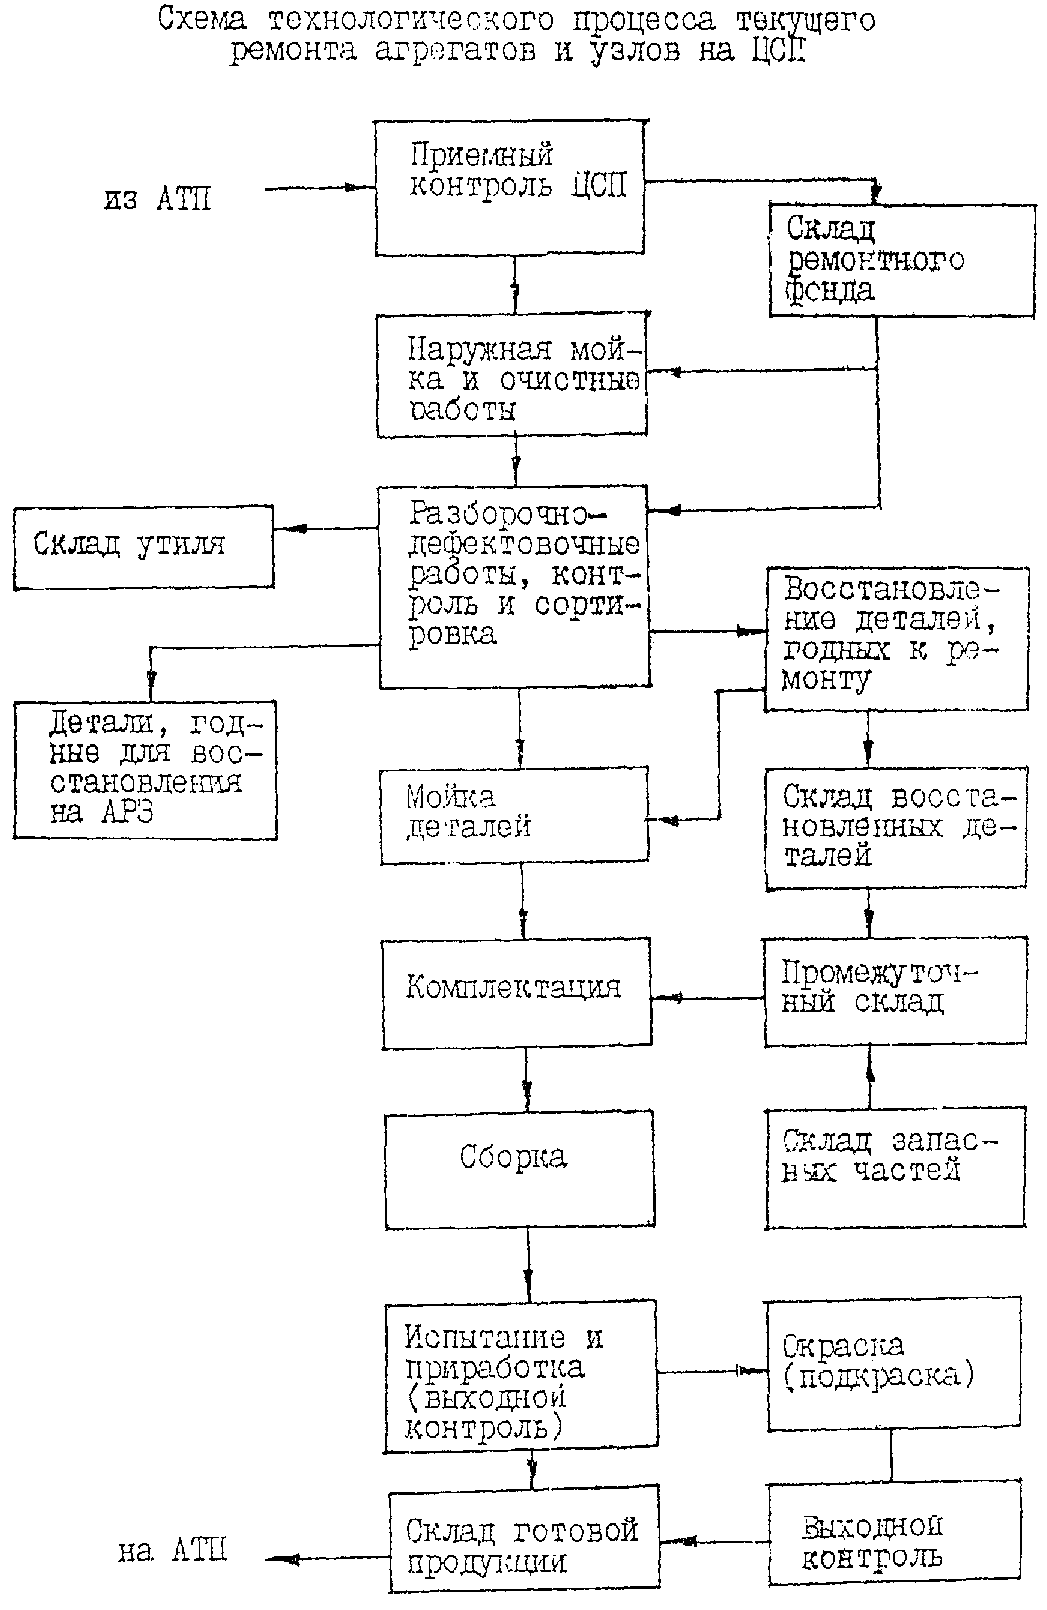 Схема технологического процесса текущего
ремонта агрегатов и узлов на ЦСП
Приемный
контроль ЦСП
из АТП
Склад
ремонтного
фонда
Наружная мой-
ка и очистные
работы
Разборочно-
дефектовочные
работы, конт-
роль и сорти-
ровка
Склад утиля
Восстановле-
ние деталей,
годных к ре-
монту
Детали, год-
ные для вос-
становления
на АРЗ
Мойка
деталей
Склад восста-
новленных де-
талей
Комплектация
Промежуточ-
ный склад
Сборка
Склад запас-
ных частей
Испытание и
приработка
(выходной
контроль)
Окраска
(подкраска)
Склад готовой
продукции
Выходной
контроль
на АТП